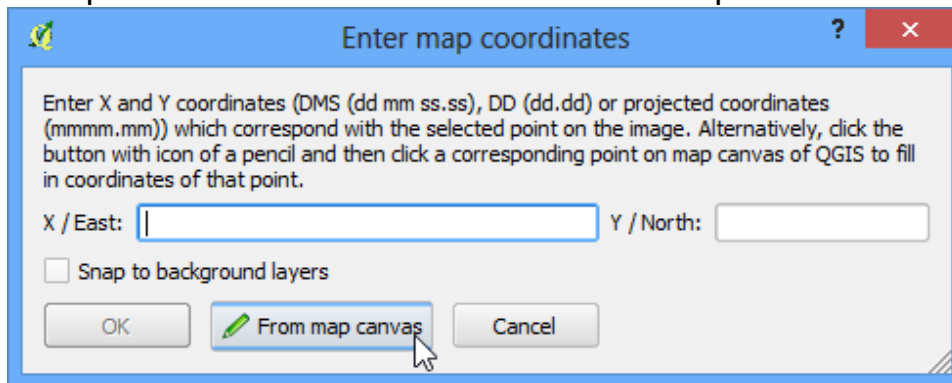 Enter map coordinates
?
×
Enter X and Y coordinates (DMS (dd mm ss.ss), DD (dd.dd) or projected coordinates
(mmmm.mm)) which correspond with the selected point on the image. Alternatively, click the
button with icon of a pencil and then click a corresponding point on map canvas of QGIS to fill
in coordinates of that point.
X / East: Y / North:
Snap to background layers
OK From map canvas Cancel